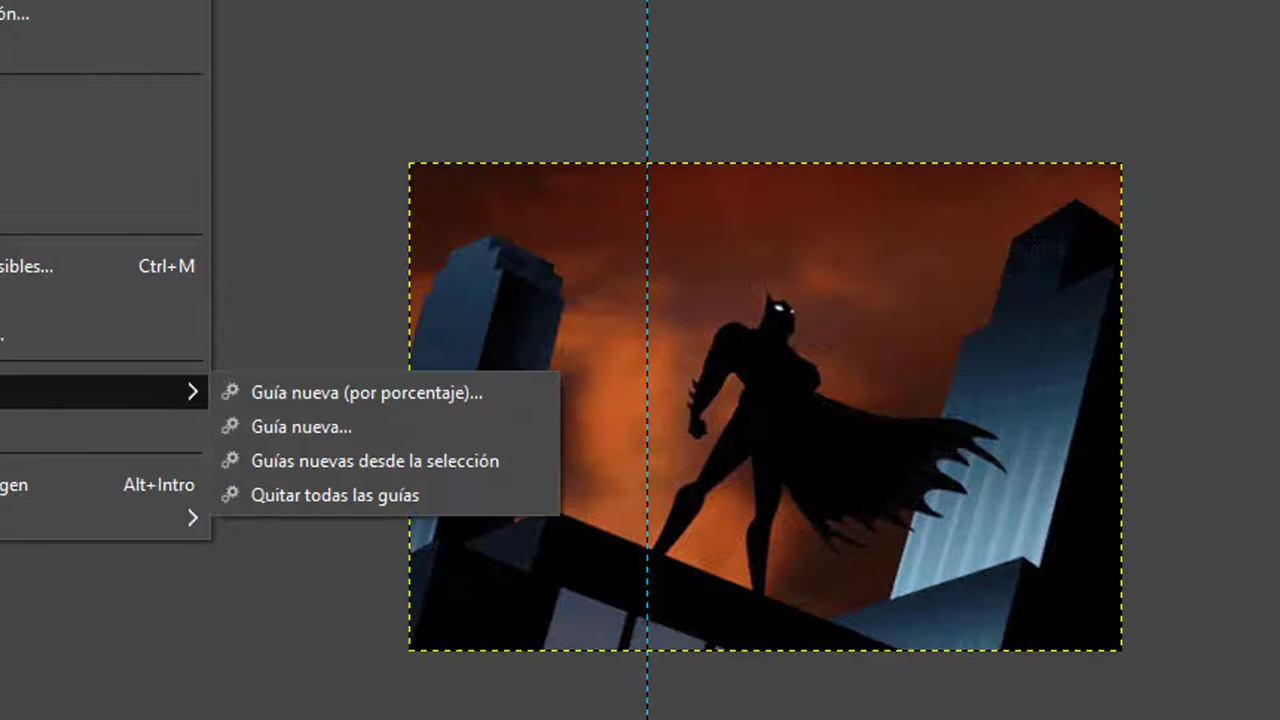 ón...
sibles... Ctrl+M
.
Guía nueva (por porcentaje)...
Guía nueva...
Guías nuevas desde la selección
gen Alt+Intro
Quitar todas las guías